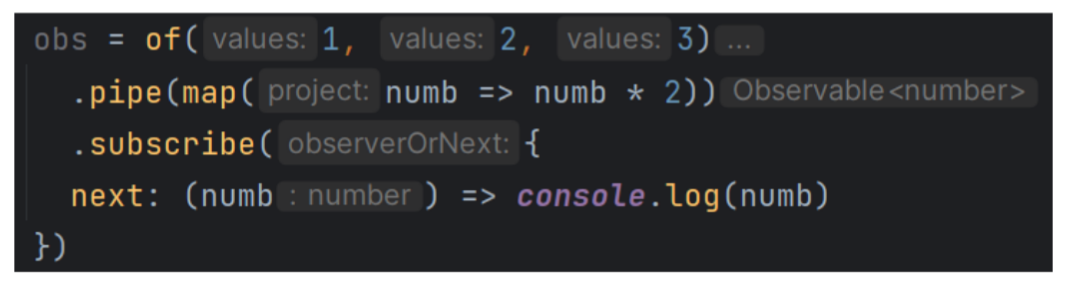 obs = of( values: 1, values: 2, values: 3) ...
.pipe(map( project: numb => numb * 2)) Observable<number>
.subscribe( observerOrNext: {
next: (numb : number ) => console.log(numb)
})